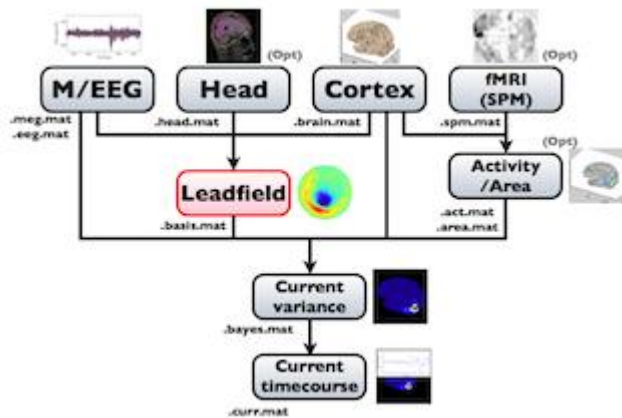 (Opt)
(Opt)
M/EEG
Head
Cortex
fMRI
(SPM)
.meg.mat
.eeg.mat
.head.mat
.brain.mat
.spm.mat
(Opt)
Leadfield
Activity
/Area
.basis.mat
.act.mat
.area.mat
Current
variance
.bayes.mat
Current
timecourse
.curr.mat